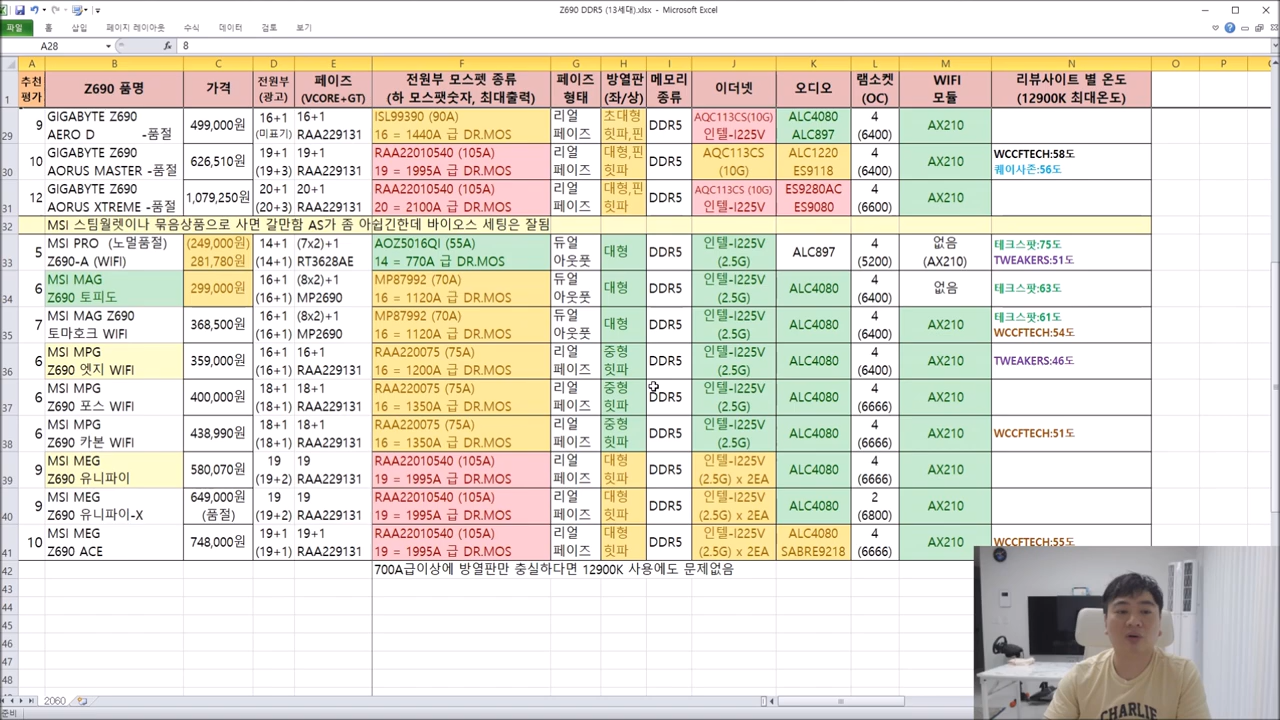 Z690 DDR5 (13세대).xlsx - Microsoft Excel
파일 홈 삽입 페이지 레이아웃 수식 데이터 검토 보기
A28 fx 8
A B C D E F G H I J K L M N O P
1 추천 평가 Z690 품명 가격 전원부 (광고) 페이즈 (VCORE+GT) 전원부 모스펫 종류 (하 모스팻숫자, 최대출력) 페이즈 형태 방열판 (좌/상) 메모리 종류 이더넷 오디오 램소켓 (OC) WIFI 모듈 리뷰사이트 별 온도 (12900K 최대온도)
29 9 GIGABYTE Z690 AERO D -품절 499,000원 16+1 (미표기) 16+1 RAA229131 ISL99390 (90A) 16 = 1440A 급 DR.MOS 리얼 페이즈 초대형 힛파,핀 DDR5 AQC113CS(10G) 인텔-I225V ALC4080 ALC897 4 (6400) AX210
30 10 GIGABYTE Z690 AORUS MASTER -품절 626,510원 19+1 (19+3) 19+1 RAA229131 RAA22010540 (105A) 19 = 1995A 급 DR.MOS 리얼 페이즈 대형,핀 힛파 DDR5 AQC113CS (10G) ALC1220 ES9118 4 (6400) AX210 WCCFTECH:58도 퀘이사존:56도
31 12 GIGABYTE Z690 AORUS XTREME -품절 1,079,250원 20+1 (20+3) 20+1 RAA229131 RAA22010540 (105A) 20 = 2100A 급 DR.MOS 리얼 페이즈 대형,핀 힛파 DDR5 AQC113CS (10G) 인텔-I225V ES9280AC ES9080 4 (6600) AX210
32 MSI 스팀월렛이나 묶음상품으로 사면 갈만함 AS가 좀 아쉽긴한데 바이오스 세팅은 잘됨
33 5 MSI PRO (노멀품절) Z690-A (WIFI) (249,000원) 281,780원 14+1 (14+1) (7x2)+1 RT3628AE AOZ5016QI (55A) 14 = 770A 급 DR.MOS 듀얼 아웃풋 대형 DDR5 인텔-I225V (2.5G) ALC897 4 (5200) 없음 (AX210) 테크스팟:75도 TWEAKERS:51도
34 6 MSI MAG Z690 토피도 299,000원 16+1 (16+1) (8x2)+1 MP2690 MP87992 (70A) 16 = 1120A 급 DR.MOS 듀얼 아웃풋 대형 DDR5 인텔-I225V (2.5G) ALC4080 4 (6400) 없음 테크스팟:63도
35 7 MSI MAG Z690 토마호크 WIFI 368,500원 16+1 (16+1) (8x2)+1 MP2690 MP87992 (70A) 16 = 1120A 급 DR.MOS 듀얼 아웃풋 대형 DDR5 인텔-I225V (2.5G) ALC4080 4 (6400) AX210 테크스팟:61도 WCCFTECH:54도
36 6 MSI MPG Z690 엣지 WIFI 359,000원 16+1 (16+1) 16+1 RAA229131 RAA220075 (75A) 16 = 1200A 급 DR.MOS 리얼 페이즈 중형 힛파 DDR5 인텔-I225V (2.5G) ALC4080 4 (6400) AX210 TWEAKERS:46도
37 6 MSI MPG Z690 포스 WIFI 400,000원 18+1 (18+1) 18+1 RAA229131 RAA220075 (75A) 16 = 1350A 급 DR.MOS 리얼 페이즈 중형 힛파 DDR5 인텔-I225V (2.5G) ALC4080 4 (6666) AX210
38 6 MSI MPG Z690 카본 WIFI 438,990원 18+1 (18+1) 18+1 RAA229131 RAA220075 (75A) 16 = 1350A 급 DR.MOS 리얼 페이즈 중형 힛파 DDR5 인텔-I225V (2.5G) ALC4080 4 (6666) AX210 WCCFTECH:51도
39 9 MSI MEG Z690 유니파이 580,070원 19 (19+2) 19 RAA229131 RAA22010540 (105A) 19 = 1995A 급 DR.MOS 리얼 페이즈 대형 힛파 DDR5 인텔-I225V (2.5G) x 2EA ALC4080 4 (6666) AX210
40 9 MSI MEG Z690 유니파이-X 649,000원 (품절) 19 (19+2) 19 RAA229131 RAA22010540 (105A) 19 = 1995A 급 DR.MOS 리얼 페이즈 대형 힛파 DDR5 인텔-I225V (2.5G) x 2EA ALC4080 2 (6800) AX210
41 10 MSI MEG Z690 ACE 748,000원 19+1 (19+1) 19+1 RAA229131 RAA22010540 (105A) 19 = 1995A 급 DR.MOS 리얼 페이즈 대형 힛파 DDR5 인텔-I225V (2.5G) x 2EA ALC4080 SABRE9218 4 (6666) AX210 WCCFTECH:55도
42 700A급이상에 방열판만 충실하다면 12900K 사용에도 문제없음
43
44
45
46
47
2060
준비
CHARLIE